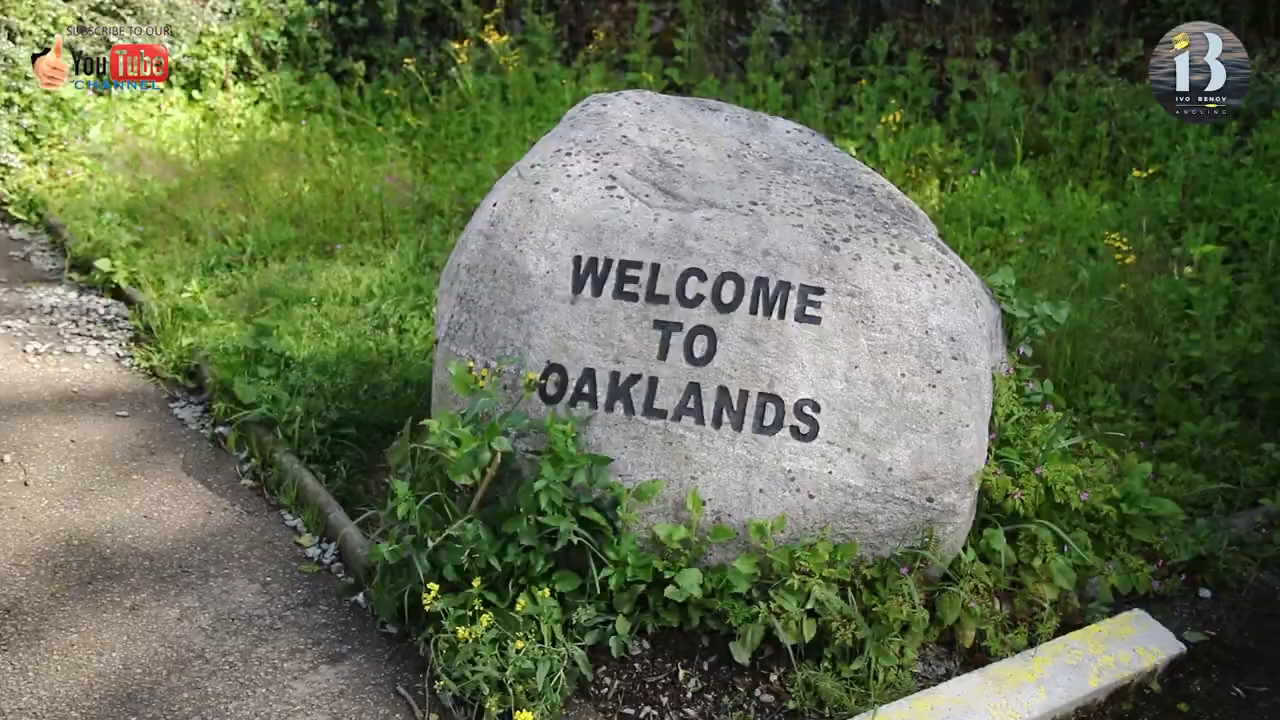 SUBSCRIBE TO OUR
YouTube
CHANNEL
IB
IVO BENOV
ANGLING
WELCOME
TO
OAKLANDS